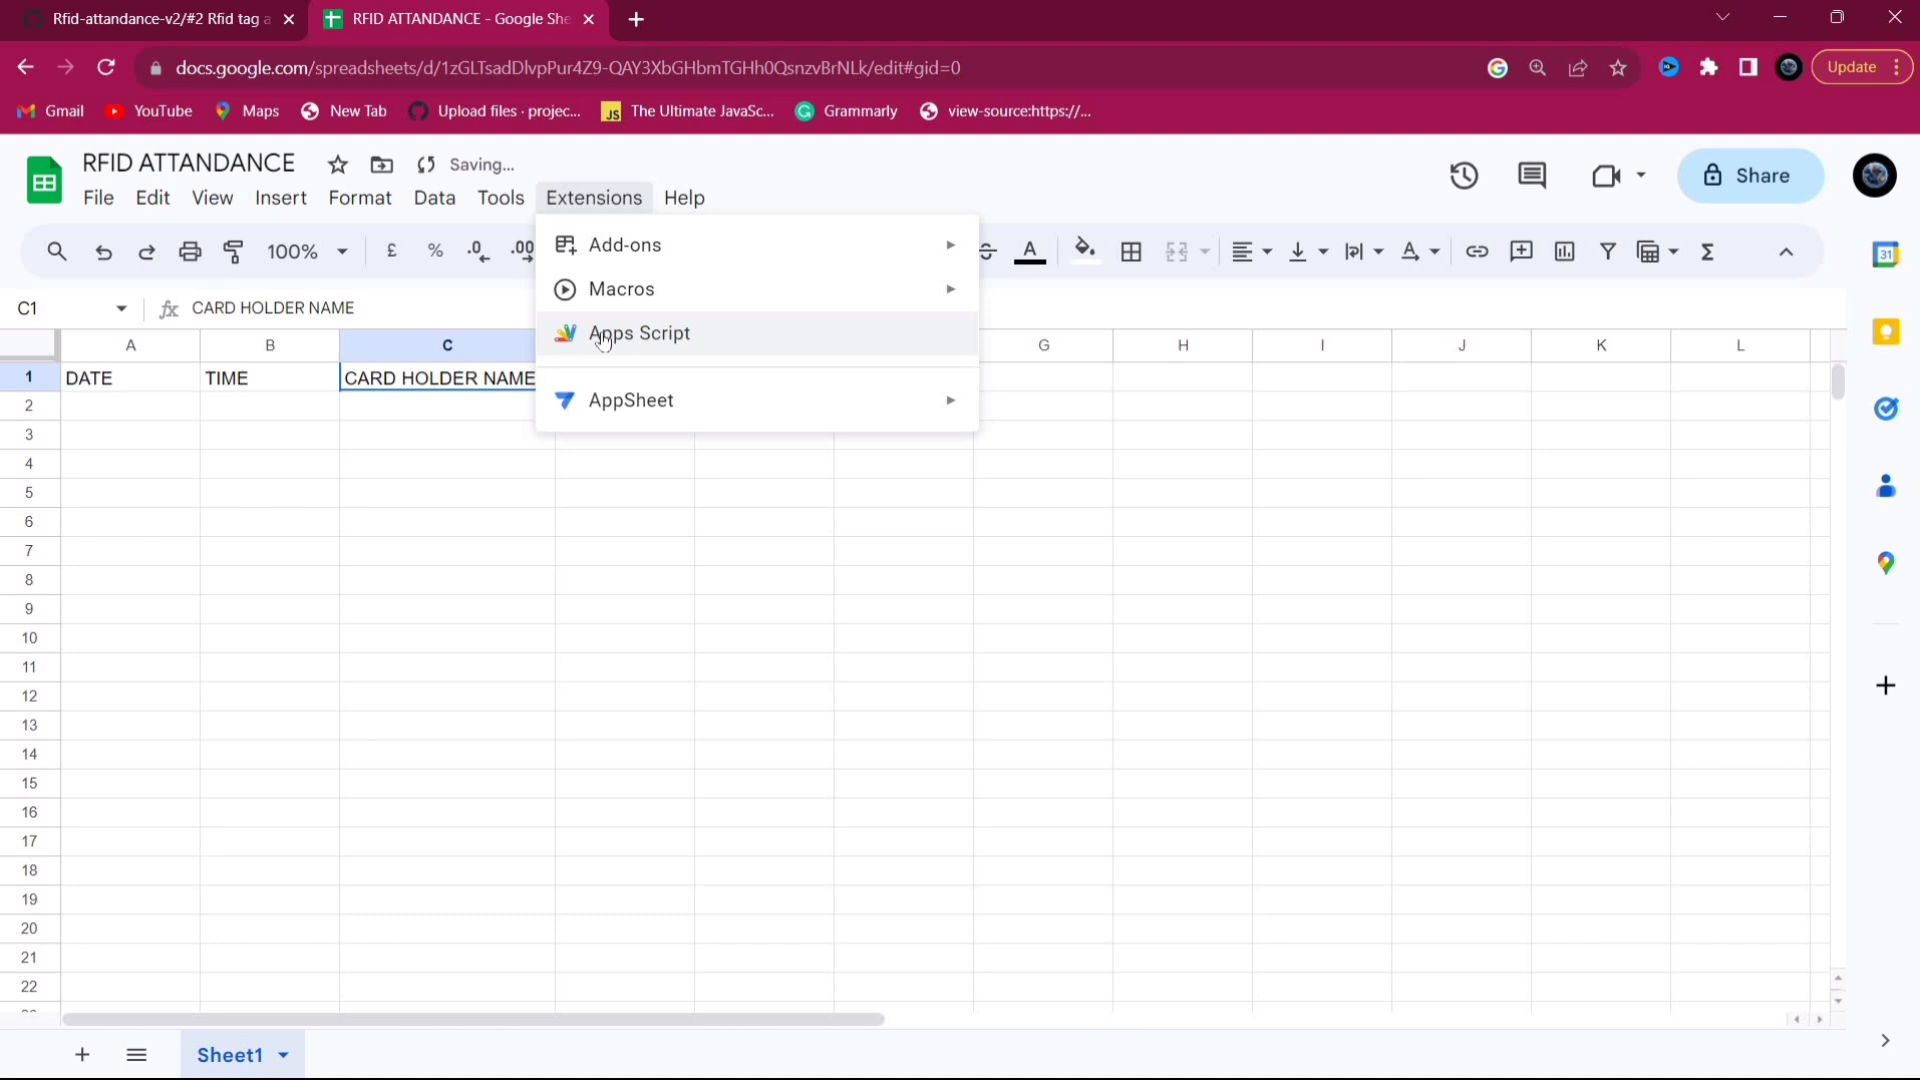 Rfid-attandance-v2/#2 Rfid tag a
RFID ATTANDANCE - Google She
docs.google.com/spreadsheets/d/1zGLTsadDlvpPur4Z9-QAY3XbGHbmTGHh0QsnzvBrNLk/edit#gid=0
Update
Gmail
YouTube
Maps
New Tab
Upload files · projec...
JS
The Ultimate JavaSc...
Grammarly
view-source:https://...
RFID ATTANDANCE
Saving...
File
Edit
View
Insert
Format
Data
Tools
Extensions
Help
Share
100%
£
%
.0
.00
Add-ons
Macros
Apps Script
AppSheet
31
C1
fx
CARD HOLDER NAME
A
B
C
G
H
I
J
K
L
1
DATE
TIME
CARD HOLDER NAME
2
3
4
5
6
7
8
9
10
11
12
13
14
15
16
17
18
19
20
21
22
Sheet1